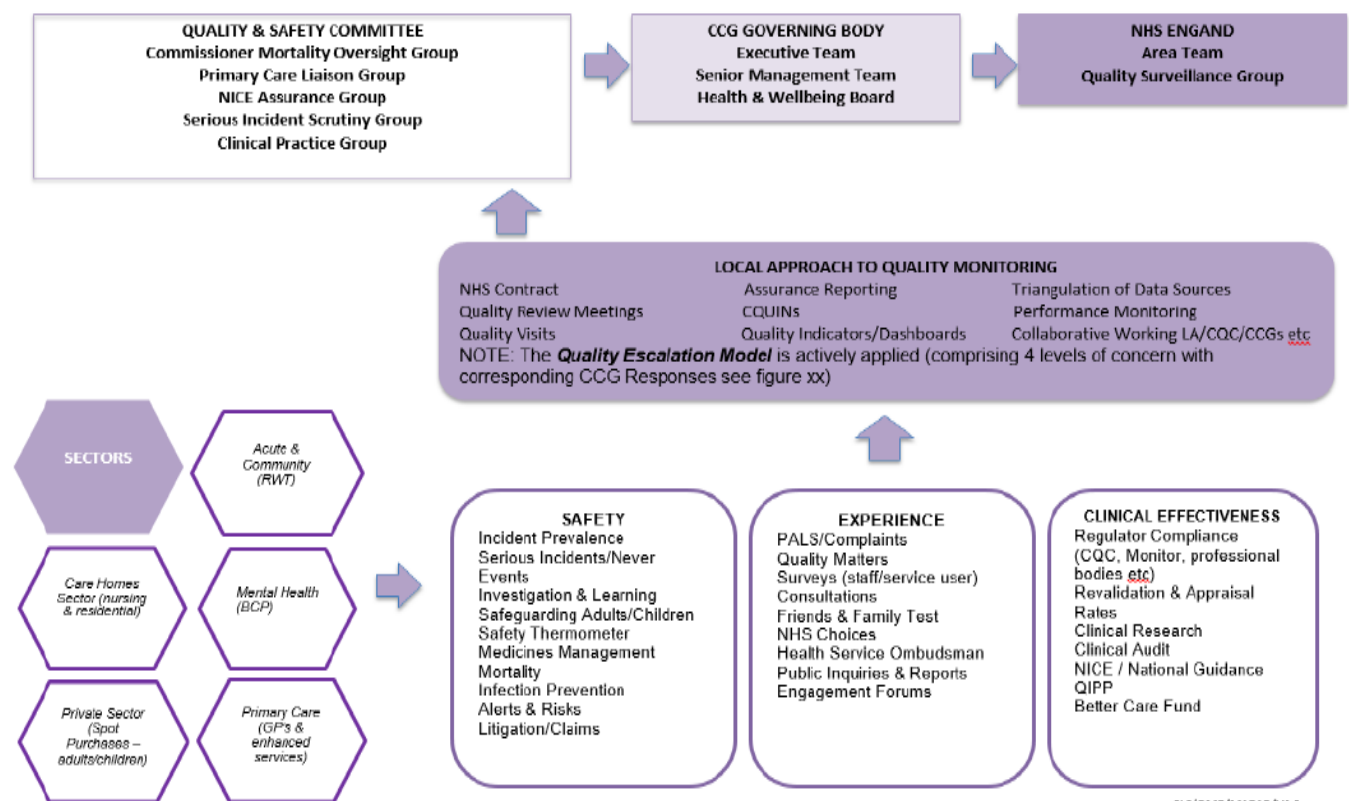 QUALITY & SAFETY COMMITTEE
Commissioner Mortality Oversight Group
Primary Care Liaison Group
NICE Assurance Group
Serious Incident Scrutiny Group
Clinical Practice Group
CCG GOVERNING BODY
Executive Team
Senior Management Team
Health & Wellbeing Board
NHS ENGAND
Area Team
Quality Surveillance Group
LOCAL APPROACH TO QUALITY MONITORING
NHS Contract Assurance Reporting Triangulation of Data Sources
Quality Review Meetings CQUINs Performance Monitoring
Quality Visits Quality Indicators/Dashboards Collaborative Working LA/CQC/CCGs etc
NOTE: The Quality Escalation Model is actively applied (comprising 4 levels of concern with
corresponding CCG Responses see figure xx)
SECTORS
Acute &
Community
(RWT)
Care Homes
Sector (nursing
& residential)
Mental Health
(BCP)
Private Sector
(Spot
Purchases –
adults/children)
Primary Care
(GP's &
enhanced
services)
SAFETY
Incident Prevalence
Serious Incidents/Never
Events
Investigation & Learning
Safeguarding Adults/Children
Safety Thermometer
Medicines Management
Mortality
Infection Prevention
Alerts & Risks
Litigation/Claims
EXPERIENCE
PALS/Complaints
Quality Matters
Surveys (staff/service user)
Consultations
Friends & Family Test
NHS Choices
Health Service Ombudsman
Public Inquiries & Reports
Engagement Forums
CLINICAL EFFECTIVENESS
Regulator Compliance
(CQC, Monitor, professional
bodies etc)
Revalidation & Appraisal
Rates
Clinical Research
Clinical Audit
NICE / National Guidance
QIPP
Better Care Fund